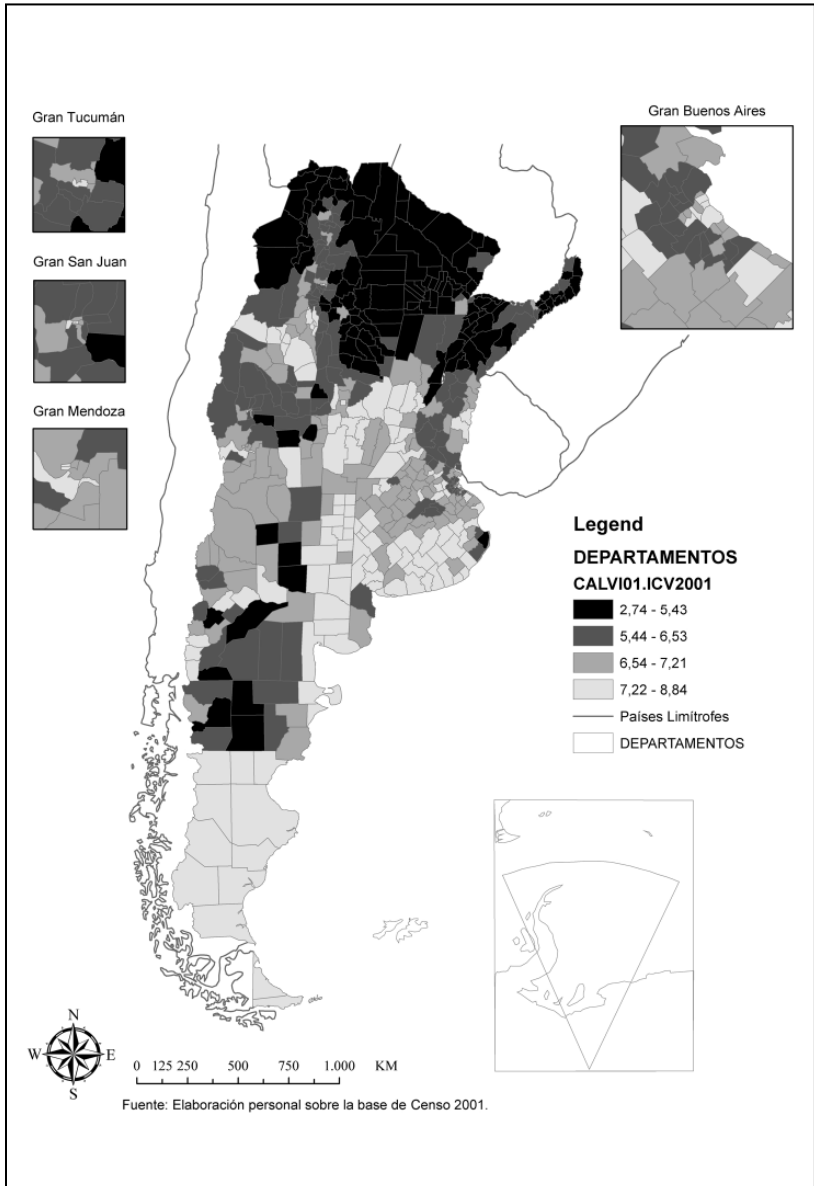 Gran Tucumán
Gran Buenos Aires
Gran San Juan
Gran Mendoza
Legend
DEPARTAMENTOS
CALVI01.ICV2001
2,74 - 5,43
5,44 - 6,53
6,54 - 7,21
7,22 - 8,84
Países Limítrofes
DEPARTAMENTOS
N
W E
S
0 125 250 500 750 1.000 KM
Fuente: Elaboración personal sobre la base de Censo 2001.